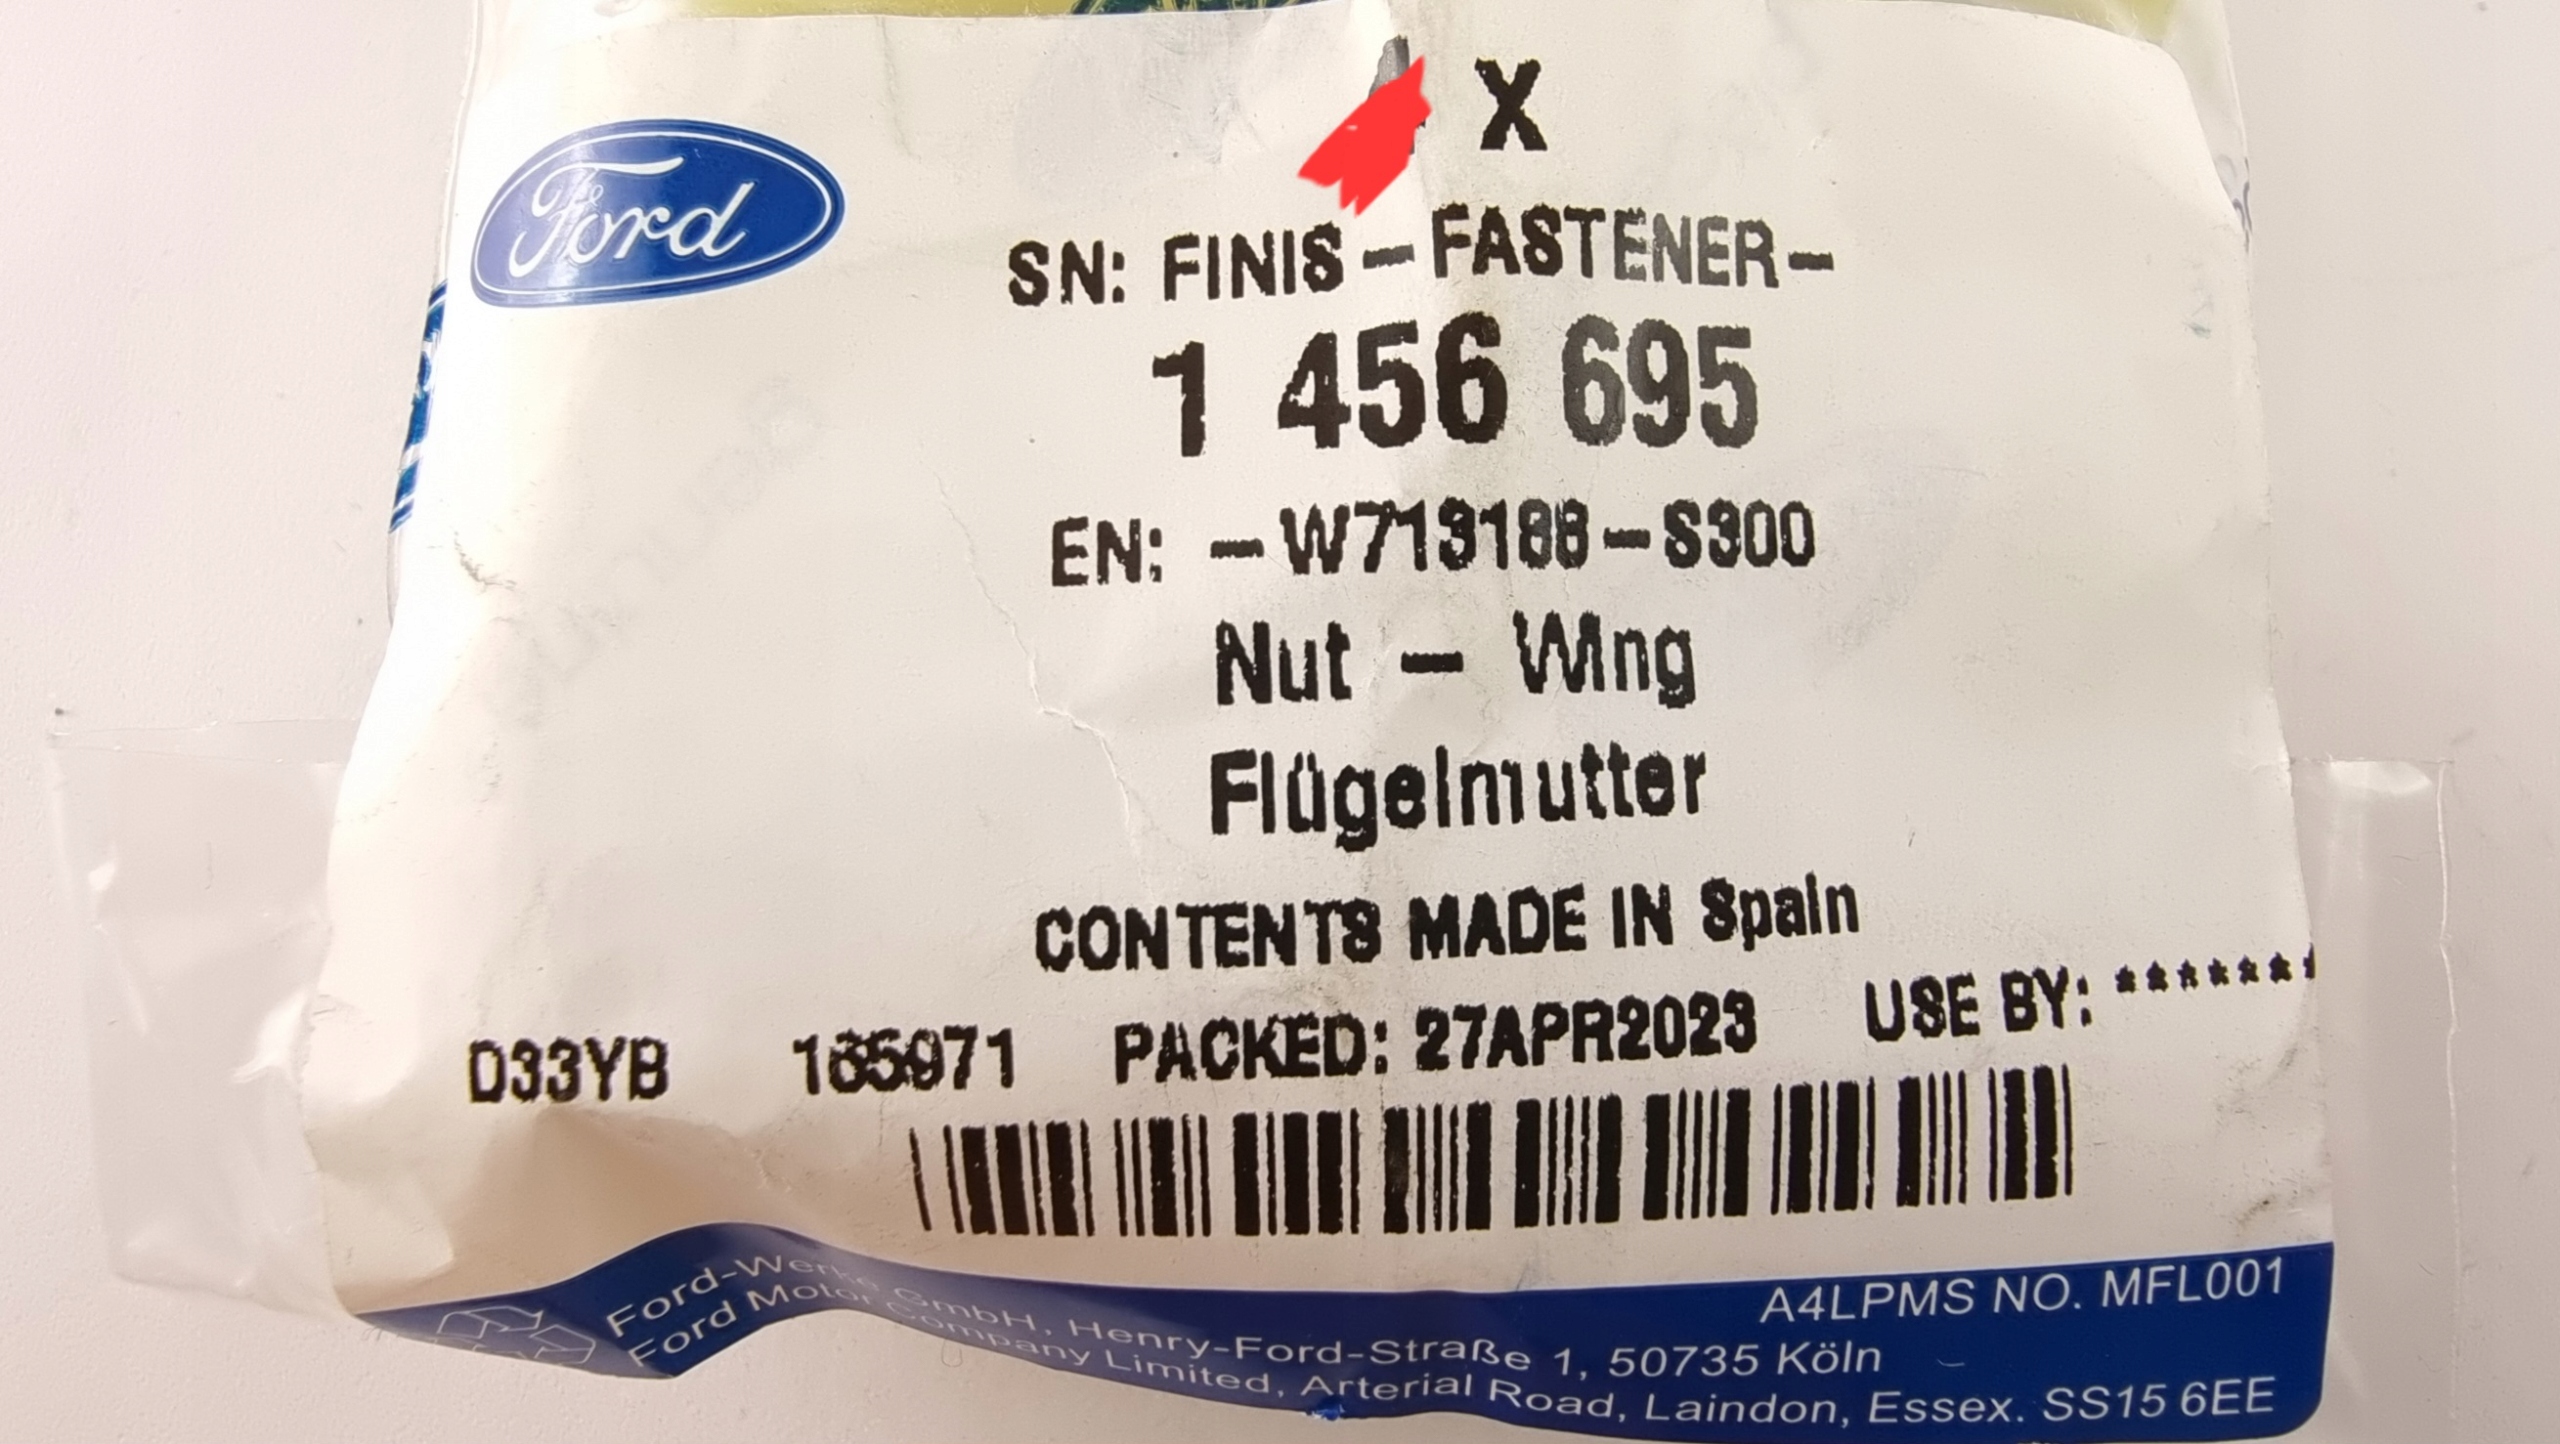 X
Ford
SN: FINIS-FASTENER-
1 456 695
EN: -W713188-S300
Nut - Wing
Flügelmutter
CONTENTS MADE IN Spain
D33YB 165971 PACKED: 27APR2023 USE BY: *******
A4LPMS NO. MFL001
Ford-Werke GmbH, Henry-Ford-Straße 1, 50735 Köln
Ford Motor Company Limited, Arterial Road, Laindon, Essex. SS15 6EE